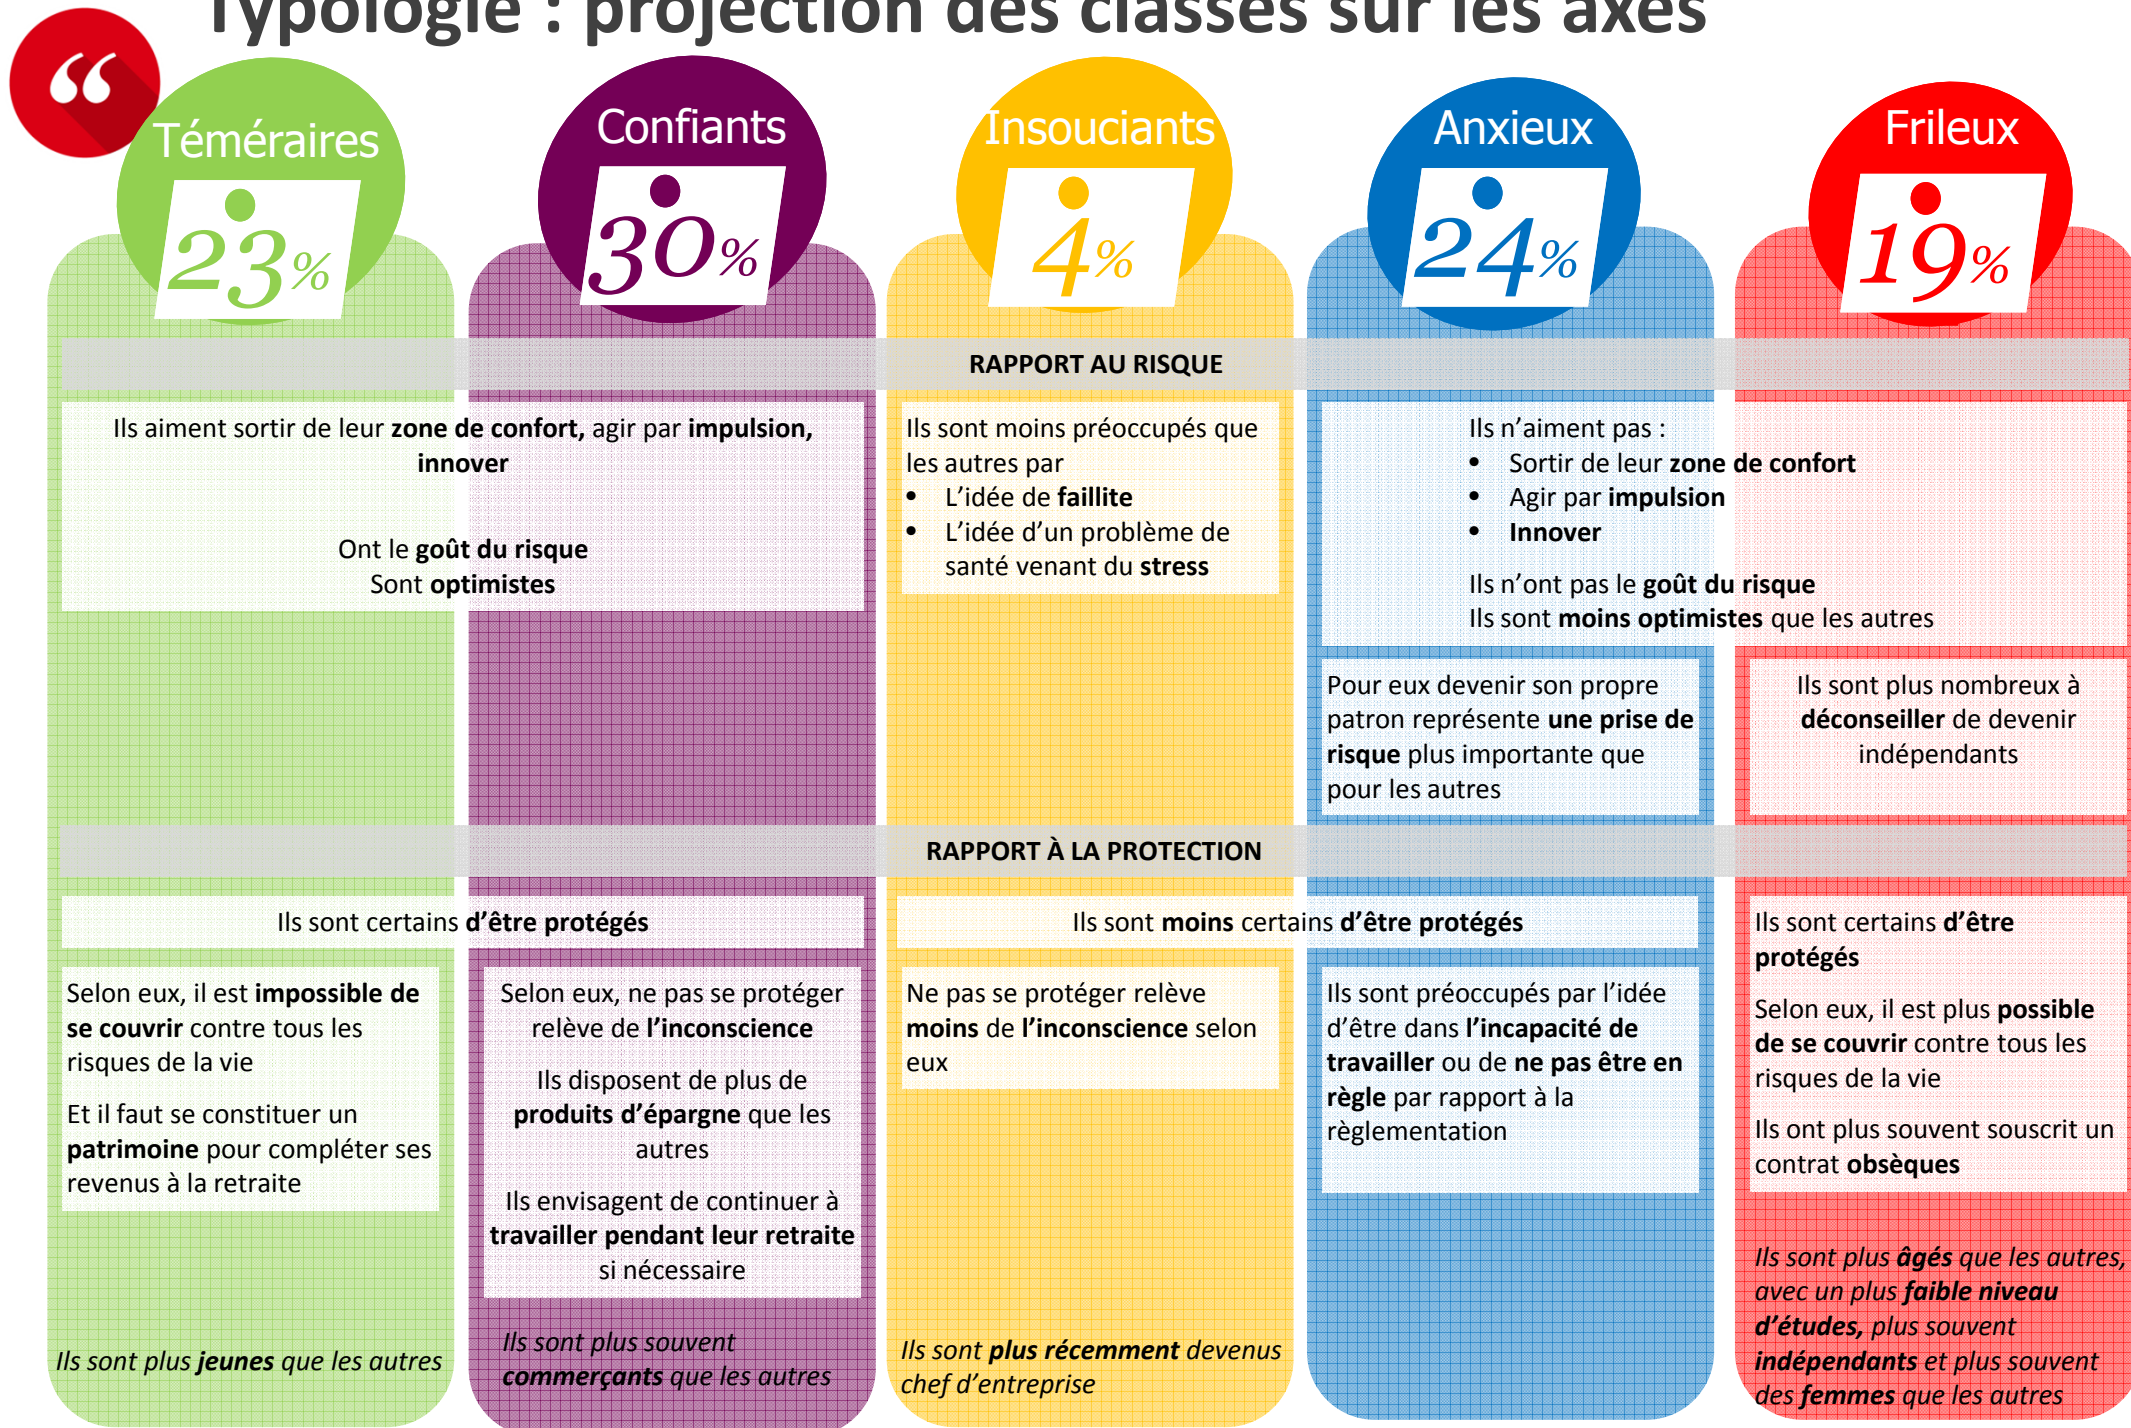 Typologie : projection des classes sur les axes
“
Téméraires
23%
Confiants
30%
Insouciants
4%
Anxieux
24%
Frileux
19%
RAPPORT AU RISQUE
Ils aiment sortir de leur zone de confort, agir par impulsion,
innover
Ont le goût du risque
Sont optimistes
Ils sont moins préoccupés que
les autres par
• L’idée de faillite
• L’idée d’un problème de
santé venant du stress
Ils n’aiment pas :
• Sortir de leur zone de confort
• Agir par impulsion
• Innover
Ils n’ont pas le goût du risque
Ils sont moins optimistes que les autres
Pour eux devenir son propre
patron représente une prise de
risque plus importante que
pour les autres
Ils sont plus nombreux à
déconseiller de devenir
indépendants
RAPPORT À LA PROTECTION
Ils sont certains d’être protégés
Ils sont moins certains d’être protégés
Selon eux, il est impossible de
se couvrir contre tous les
risques de la vie
Et il faut se constituer un
patrimoine pour compléter ses
revenus à la retraite
Ils sont plus jeunes que les autres
Selon eux, ne pas se protéger
relève de l’inconscience
Ils disposent de plus de
produits d’épargne que les
autres
Ils envisagent de continuer à
travailler pendant leur retraite
si nécessaire
Ils sont plus souvent
commerçants que les autres
Ne pas se protéger relève
moins de l’inconscience selon
eux
Ils sont plus récemment devenus
chef d’entreprise
Ils sont préoccupés par l’idée
d’être dans l’incapacité de
travailler ou de ne pas être en
règle par rapport à la
règlementation
Ils sont certains d’être
protégés
Selon eux, il est plus possible
de se couvrir contre tous les
risques de la vie
Ils ont plus souvent souscrit un
contrat obsèques
Ils sont plus âgés que les autres,
avec un plus faible niveau
d’études, plus souvent
indépendants et plus souvent
des femmes que les autres